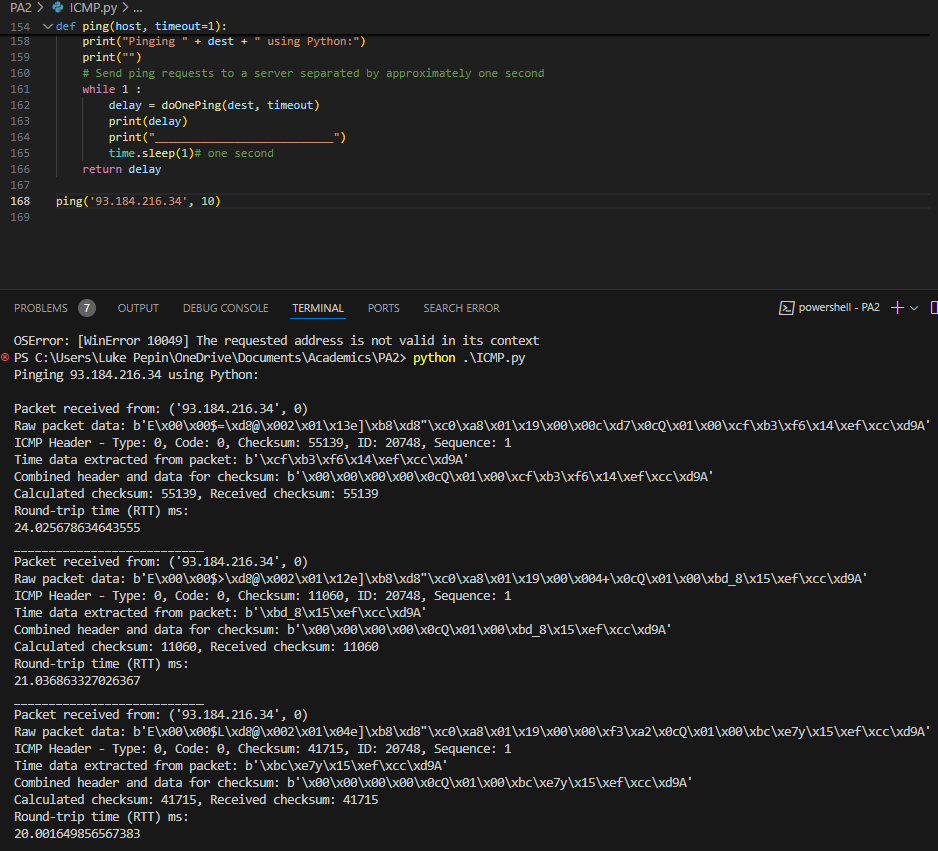 PA2 > ICMP.py > ...
154 def ping(host, timeout=1):
158 print("Pinging " + dest + " using Python:")
159 print("")
160 # Send ping requests to a server separated by approximately one second
161 while 1 :
162 delay = doOnePing(dest, timeout)
163 print(delay)
164 print("___________________________")
165 time.sleep(1)# one second
166 return delay
167
168 ping('93.184.216.34', 10)
169
PROBLEMS 7 OUTPUT DEBUG CONSOLE TERMINAL PORTS SEARCH ERROR powershell - PA2
OSError: [WinError 10049] The requested address is not valid in its context
PS C:\Users\Luke Pepin\OneDrive\Documents\Academics\PA2> python .\ICMP.py
Pinging 93.184.216.34 using Python:
Packet received from: ('93.184.216.34', 0)
Raw packet data: b'E\x00\x00$=\xd8@\x002\x01\x13e]\xb8\xd8"\xc0\xa8\x01\x19\x00\x00c\xd7\x0cQ\x01\x00\xcf\xb3\xf6\x14\xef\xcc\xd9A'
ICMP Header - Type: 0, Code: 0, Checksum: 55139, ID: 20748, Sequence: 1
Time data extracted from packet: b'\xcf\xb3\xf6\x14\xef\xcc\xd9A'
Combined header and data for checksum: b'\x00\x00\x00\x00\x0cQ\x01\x00\xcf\xb3\xf6\x14\xef\xcc\xd9A'
Calculated checksum: 55139, Received checksum: 55139
Round-trip time (RTT) ms:
24.025678634643555
___________________________
Packet received from: ('93.184.216.34', 0)
Raw packet data: b'E\x00\x00$>\xd8@\x002\x01\x12e]\xb8\xd8"\xc0\xa8\x01\x19\x00\x004+\x0cQ\x01\x00\xbd_8\x15\xef\xcc\xd9A'
ICMP Header - Type: 0, Code: 0, Checksum: 11060, ID: 20748, Sequence: 1
Time data extracted from packet: b'\xbd_8\x15\xef\xcc\xd9A'
Combined header and data for checksum: b'\x00\x00\x00\x00\x0cQ\x01\x00\xbd_8\x15\xef\xcc\xd9A'
Calculated checksum: 11060, Received checksum: 11060
Round-trip time (RTT) ms:
21.036863327026367
___________________________
Packet received from: ('93.184.216.34', 0)
Raw packet data: b'E\x00\x00$L\xd8@\x002\x01\x04e]\xb8\xd8"\xc0\xa8\x01\x19\x00\x00\xf3\xa2\x0cQ\x01\x00\xbc\xe7y\x15\xef\xcc\xd9A'
ICMP Header - Type: 0, Code: 0, Checksum: 41715, ID: 20748, Sequence: 1
Time data extracted from packet: b'\xbc\xe7y\x15\xef\xcc\xd9A'
Combined header and data for checksum: b'\x00\x00\x00\x00\x0cQ\x01\x00\xbc\xe7y\x15\xef\xcc\xd9A'
Calculated checksum: 41715, Received checksum: 41715
Round-trip time (RTT) ms:
20.001649856567383